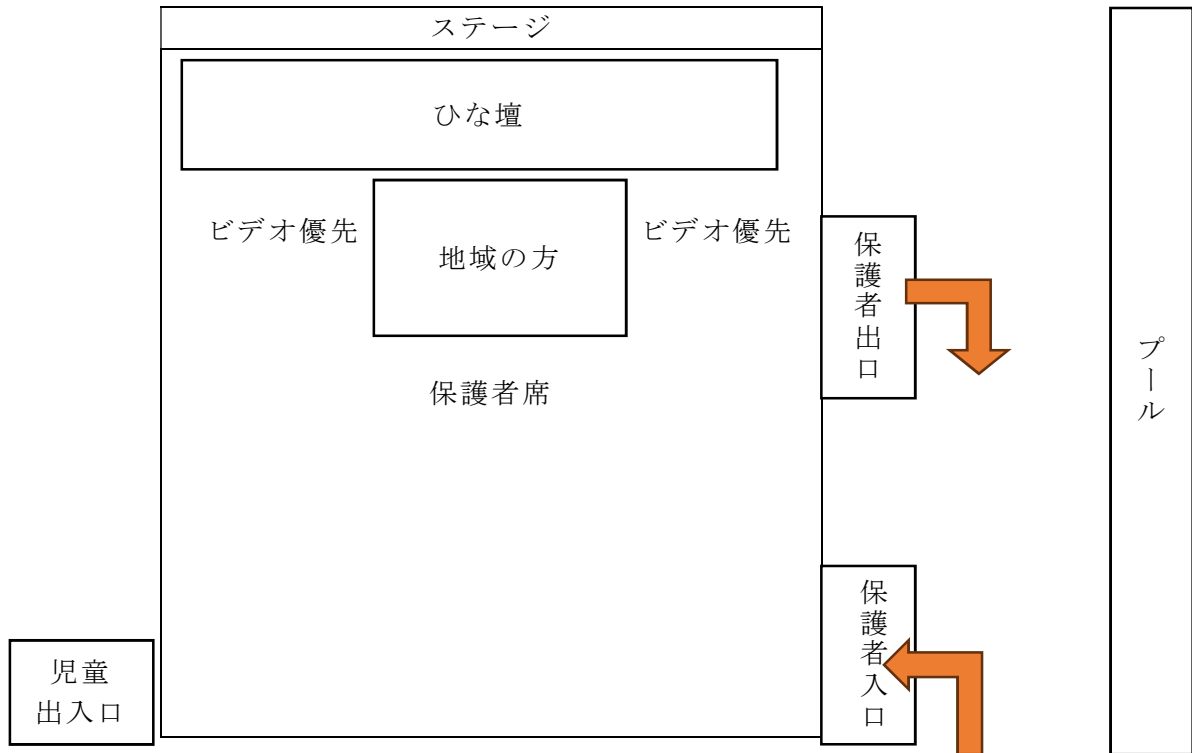 ステージ
ひな壇
ビデオ優先
地域の方
ビデオ優先
保護者出口
プール
保護者席
保護者入口
児童
出入口